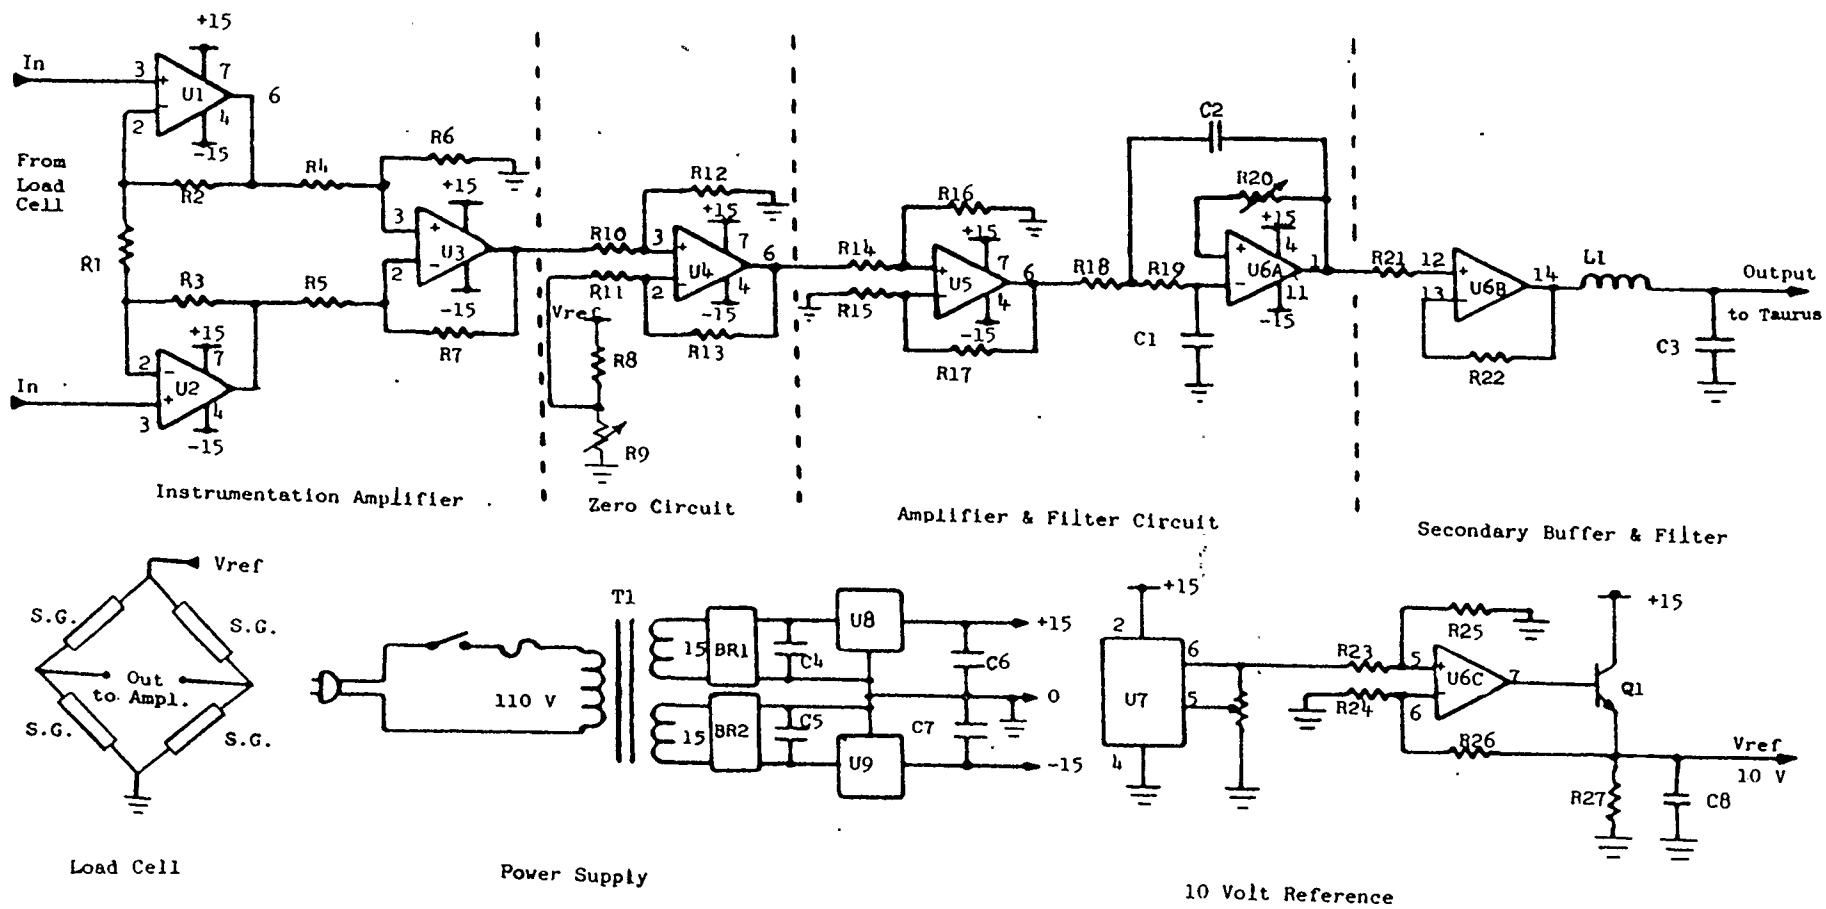 +15
In
3
+
7
U1
6
-
4
2
-15
From
Load
Cell
R2
R4
R6
+15
3
+
U3
2
-
-15
R1
R3
R5
R7
+15
7
2
-
U2
+
4
3
-15
In
Instrumentation Amplifier
R12
+15
R10
3
+
7
U4
6
R11
2
-
4
-15
Vref
R13
R8
R9
Zero Circuit
R16
+15
R14
+
7
U5
6
R15
-
4
-15
R17
C2
R20
+15
4
R18
R19
+
U6A
1
-
11
-15
C1
Amplifier & Filter Circuit
R21
12
+
U6B
14
13
-
R22
L1
Output
to Taurus
C3
Secondary Buffer & Filter
Vref
S.G.
S.G.
Out
to Ampl.
S.G.
S.G.
Load Cell
T1
110 V
15
BR1
C4
U8
C6
+15
0
15
BR2
C5
C7
U9
-15
Power Supply
+15
2
6
U7
5
4
R25
R23
5
+
U6C
7
R24
6
-
R26
+15
Q1
Vref
10 V
R27
C8
10 Volt Reference